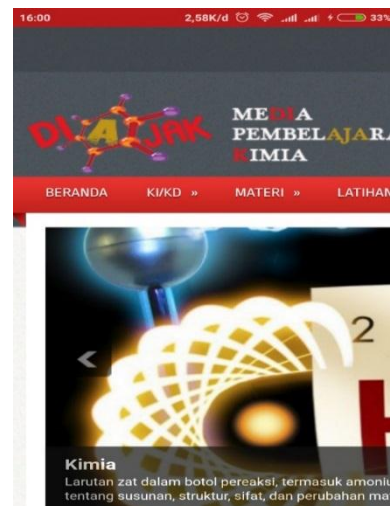 16:00 2,58K/d 33%
DIAJAK
MEDIA
PEMBELAJARA
KIMIA
BERANDA KI/KD » MATERI » LATIHAN
2
Kimia
Larutan zat dalam botol pereaksi, termasuk amoniu
tentang susunan, struktur, sifat, dan perubahan mat